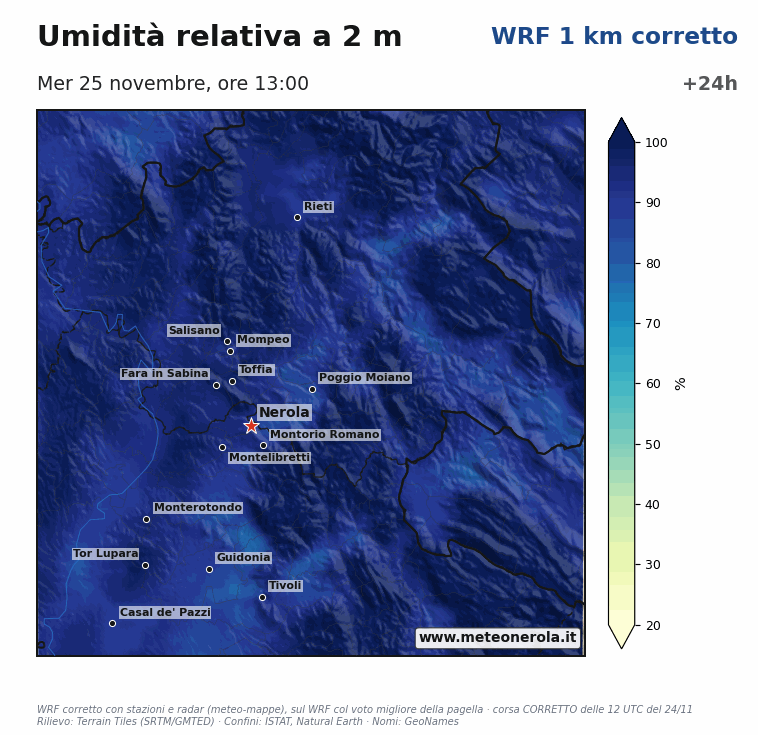 Umidità relativa a 2 m
WRF 1 km corretto
Mer 25 novembre, ore 13:00
+24h
Rieti
Salisano
Mompeo
Toffia
Fara in Sabina
Poggio Moiano
Nerola
Montorio Romano
Montelibretti
Monterotondo
Tor Lupara
Guidonia
Tivoli
Casal de' Pazzi
www.meteonerola.it
100
90
80
70
60
50
40
30
20
%
WRF corretto con stazioni e radar (meteo-mappe), sul WRF col voto migliore della pagella · corsa CORRETTO delle 12 UTC del 24/11
Rilievo: Terrain Tiles (SRTM/GMTED) · Confini: ISTAT, Natural Earth · Nomi: GeoNames